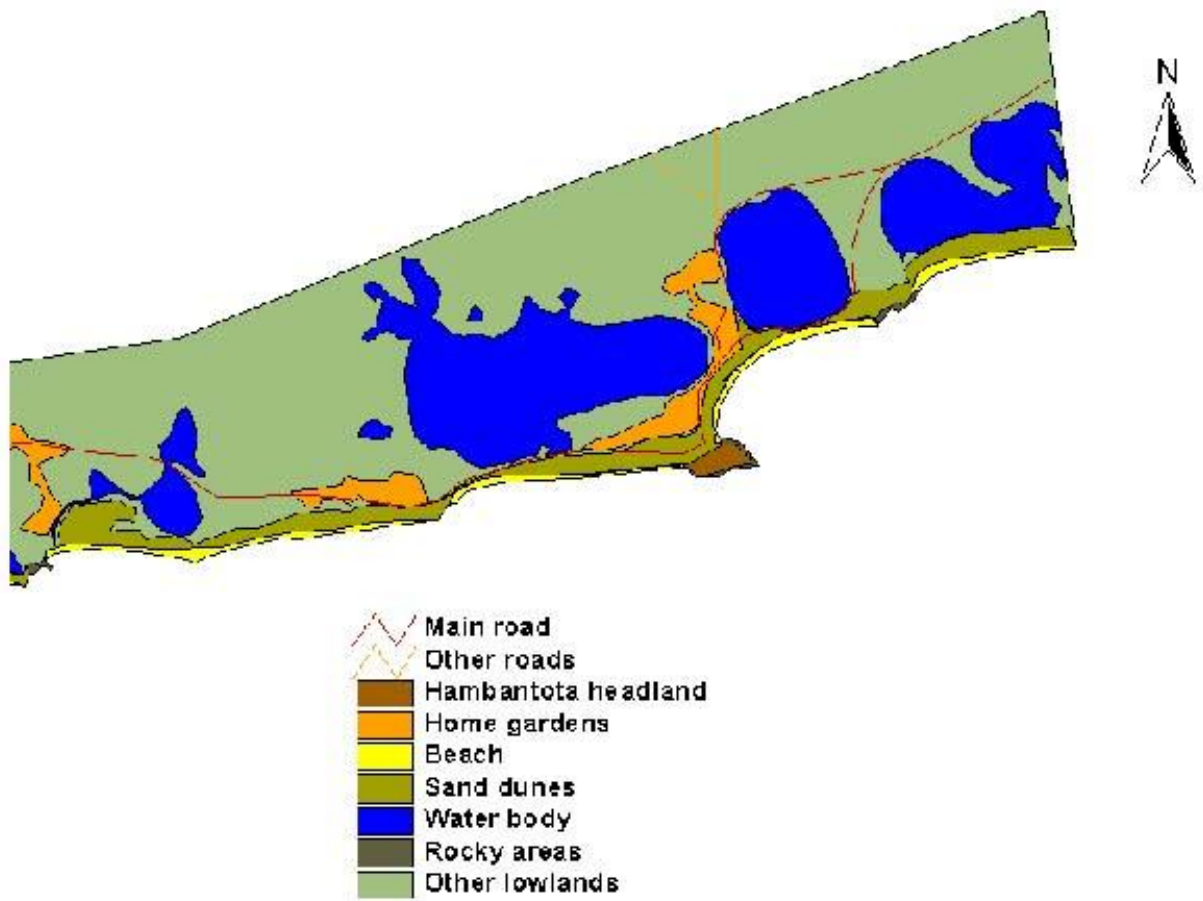 N
Main road
Other roads
Hambantota headland
Home gardens
Beach
Sand dunes
Water body
Rocky areas
Other lowlands